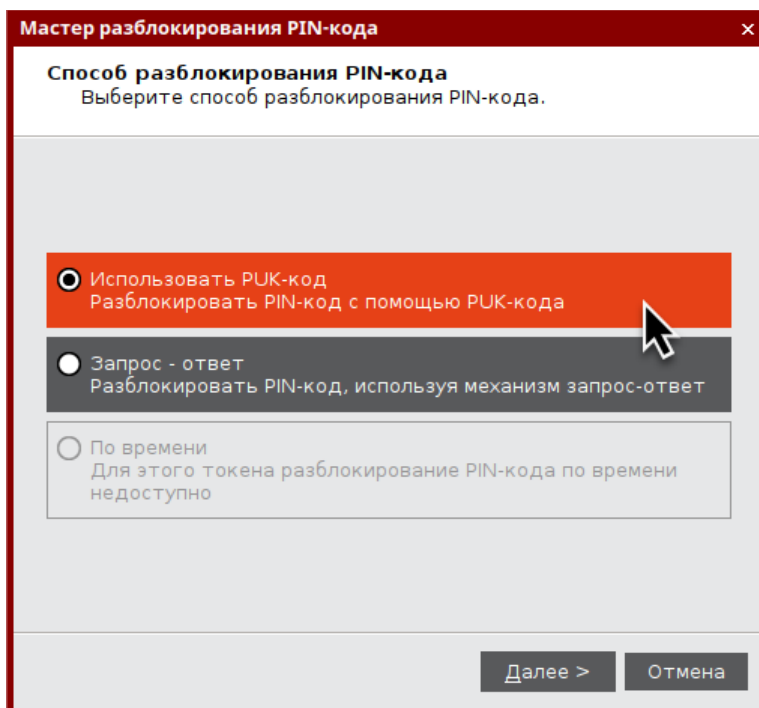 Мастер разблокирования PIN-кода
Способ разблокирования PIN-кода
Выберите способ разблокирования PIN-кода.
Использовать PUK-код
Разблокировать PIN-код с помощью PUK-кода
Запрос - ответ
Разблокировать PIN-код, используя механизм запрос-ответ
По времени
Для этого токена разблокирование PIN-кода по времени
недоступно
Далее >
Отмена